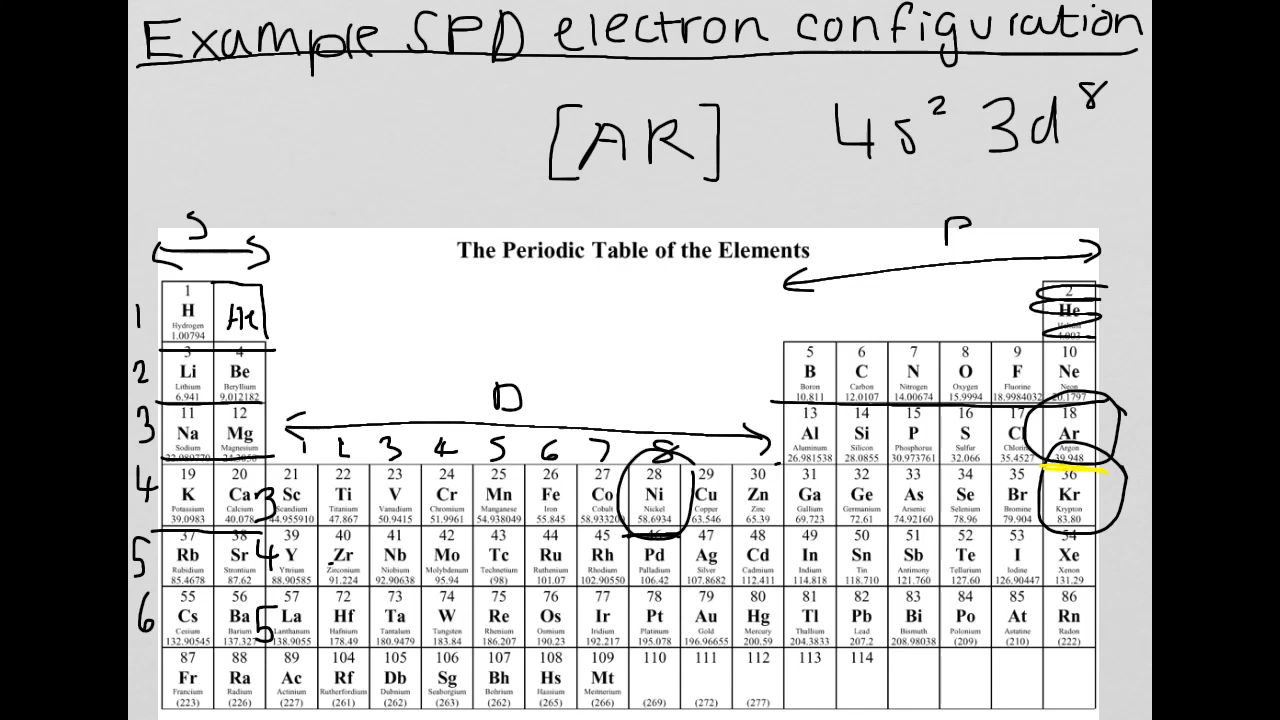 Example SPD electron configuration
[AR] 4s² 3d⁸
S P
The Periodic Table of the Elements
1 2
1 H He He
Hydrogen
1.00794 4.003
3 4 5 6 7 8 9 10
2 Li Be B C N O F Ne
Lithium Beryllium Boron Carbon Nitrogen Oxygen Fluorine Neon
6.941 9.012182 10.811 12.0107 14.00674 15.9994 18.9984032 20.1797
D
11 12 13 14 15 16 17 18
3 Na Mg 1 2 3 4 5 6 7 8 Al Si P S Cl Ar
Sodium Magnesium Aluminum Silicon Phosphorus Sulfur Chlorine Argon
26.981538 28.0855 30.973761 32.066 35.4527 39.948
19 20 21 22 23 24 25 26 27 28 29 30 31 32 33 34 35 36
4 K Ca 3 Sc Ti V Cr Mn Fe Co Ni Cu Zn Ga Ge As Se Br Kr
Potassium Calcium Scandium Titanium Vanadium Chromium Manganese Iron Cobalt Nickel Copper Zinc Gallium Germanium Arsenic Selenium Bromine Krypton
39.0983 40.078 44.955910 47.867 50.9415 51.9961 54.938049 55.845 58.933200 58.6934 63.546 65.39 69.723 72.61 74.92160 78.96 79.904 83.80
37 38 39 40 41 42 43 44 45 46 47 48 49 50 51 52 53 54
5 Rb Sr 4 Y Zr Nb Mo Tc Ru Rh Pd Ag Cd In Sn Sb Te I Xe
Rubidium Strontium Yttrium Zirconium Niobium Molybdenum Technetium Ruthenium Rhodium Palladium Silver Cadmium Indium Tin Antimony Tellurium Iodine Xenon
85.4678 87.62 88.90585 91.224 92.90638 95.94 (98) 101.07 102.90550 106.42 107.8682 112.411 114.818 118.710 121.760 127.60 126.90447 131.29
55 56 57 72 73 74 75 76 77 78 79 80 81 82 83 84 85 86
6 Cs Ba 5 La Hf Ta W Re Os Ir Pt Au Hg Tl Pb Bi Po At Rn
Cesium Barium Lanthanum Hafnium Tantalum Tungsten Rhenium Osmium Iridium Platinum Gold Mercury Thallium Lead Bismuth Polonium Astatine Radon
132.90545 137.327 138.9055 178.49 180.9479 183.84 186.207 190.23 192.217 195.078 196.96655 200.59 204.3833 207.2 208.98038 (209) (210) (222)
87 88 89 104 105 106 107 108 109 110 111 112 113 114
Fr Ra Ac Rf Db Sg Bh Hs Mt
Francium Radium Actinium Rutherfordium Dubnium Seaborgium Bohrium Hassium Meitnerium
(223) (226) (227) (261) (262) (263) (262) (265) (266) (269) (272) (277)